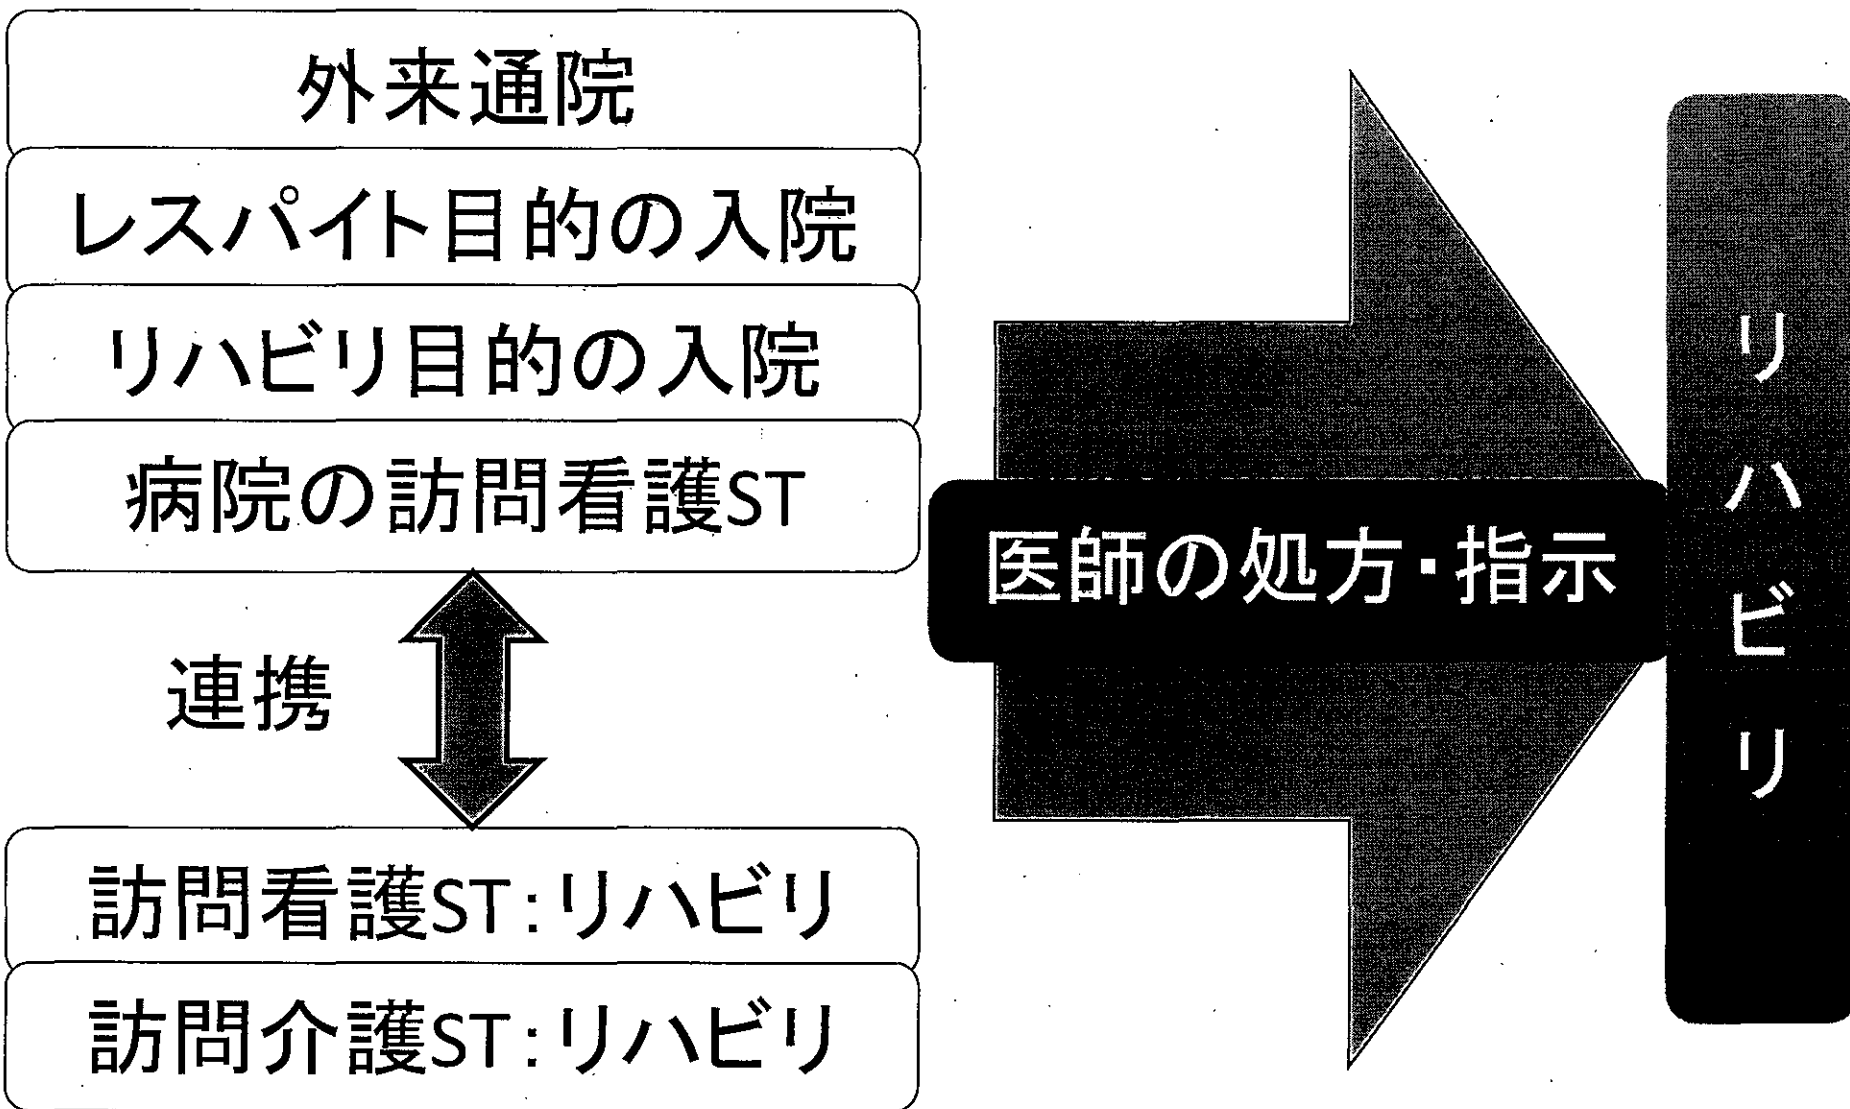 外来通院
レスパイト目的の入院
リハビリ目的の入院
病院の訪問看護ST
連携
訪問看護ST:リハビリ
訪問介護ST:リハビリ
医師の処方・指示
リハビリ